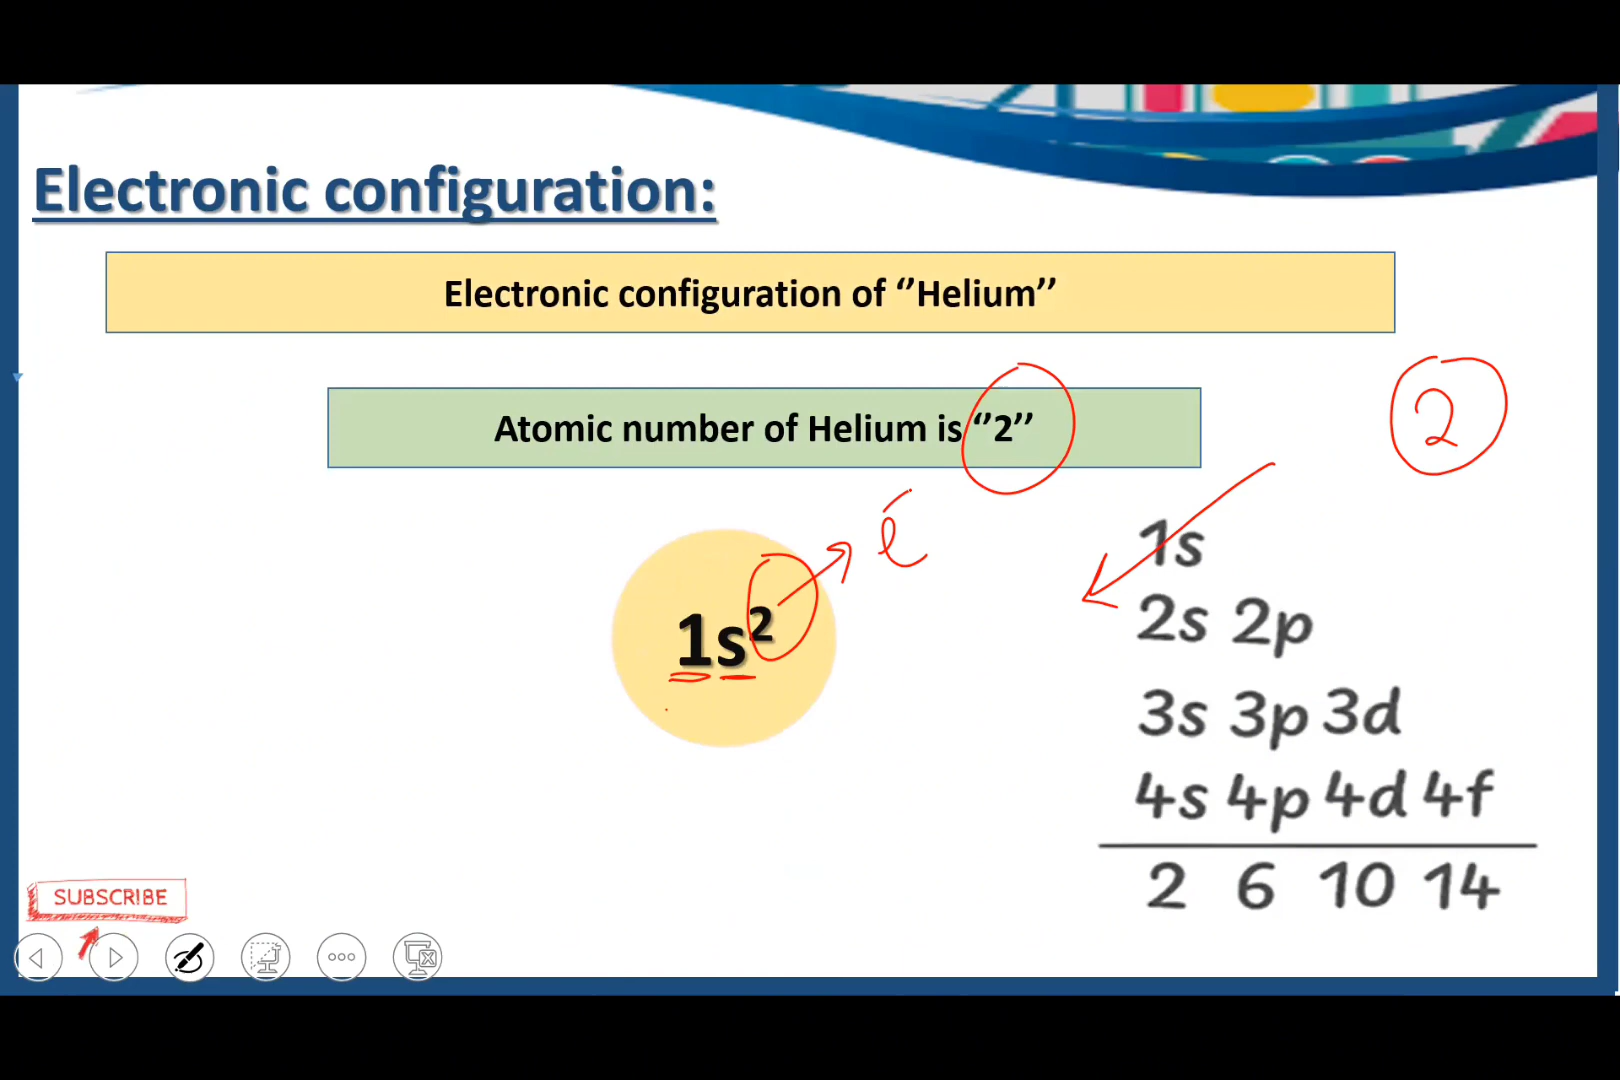 Electronic configuration:
Electronic configuration of ‘’Helium’’
Atomic number of Helium is ‘’2’’
2
e̅
1s²
1s
2s 2p
3s 3p 3d
4s 4p 4d 4f
2 6 10 14
SUBSCRIBE